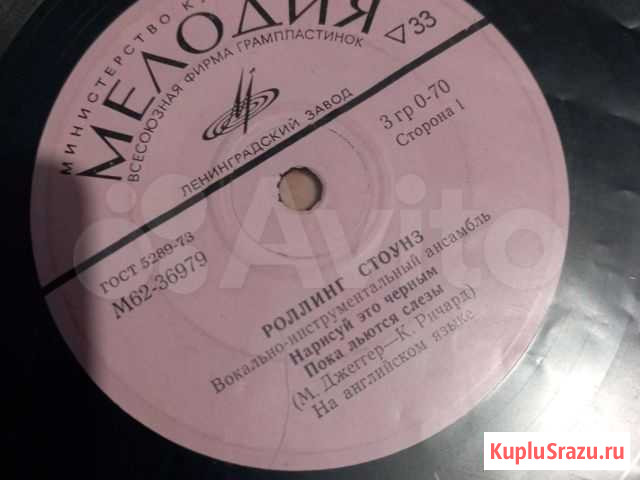 МИНИСТЕРСТВО К
МЕЛОДИЯ
ВСЕСОЮЗНАЯ ФИРМА ГРАМПЛАСТИНОК
33
ЛЕНИНГРАДСКИЙ ЗАВОД
3 гр 0-70
Сторона 1
ГОСТ 5289-73
М62-36979
РОЛЛИНГ СТОУНЗ
Вокально-инструментальный ансамбль
Нарисуй это черным
Пока льются слезы
(М. Джеггер—К. Ричард)
На английском языке
Avito
KupluSrazu.ru